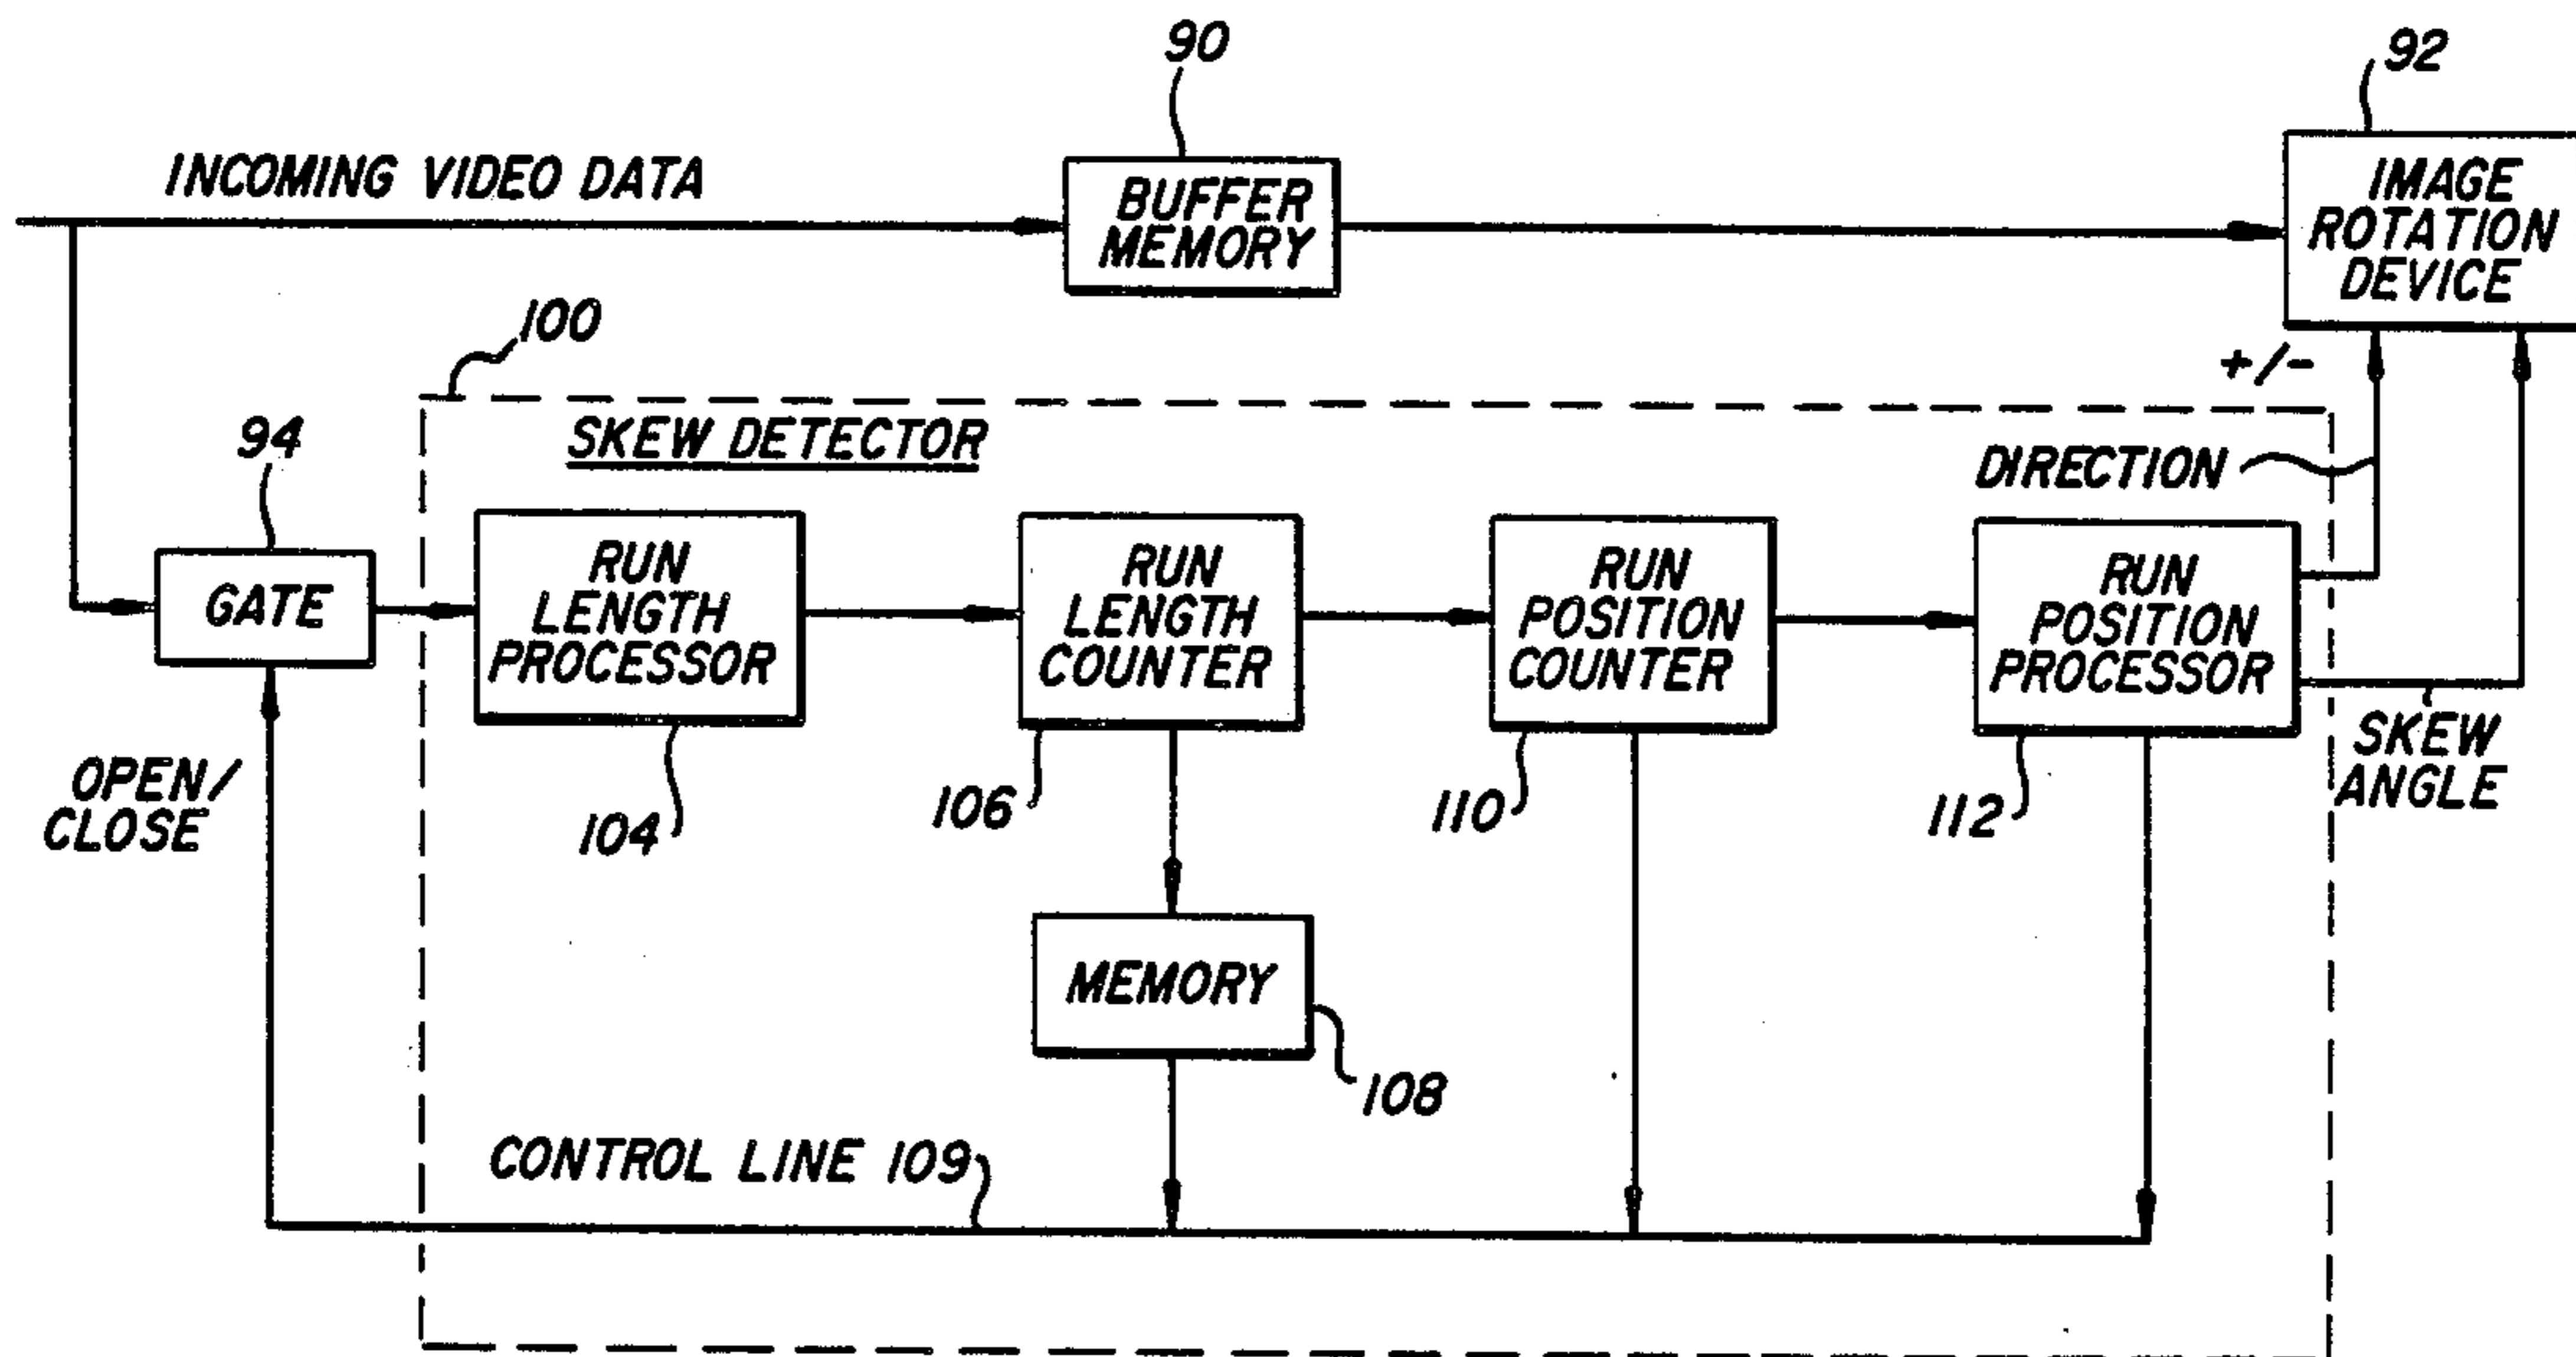 90
92
INCOMING VIDEO DATA
BUFFER
MEMORY
IMAGE
ROTATION
DEVICE
100
+/-
94
SKEW DETECTOR
DIRECTION
GATE
RUN
LENGTH
PROCESSOR
RUN
LENGTH
COUNTER
RUN
POSITION
COUNTER
RUN
POSITION
PROCESSOR
OPEN/
CLOSE
104
106
110
112
SKEW
ANGLE
MEMORY
108
CONTROL LINE 109